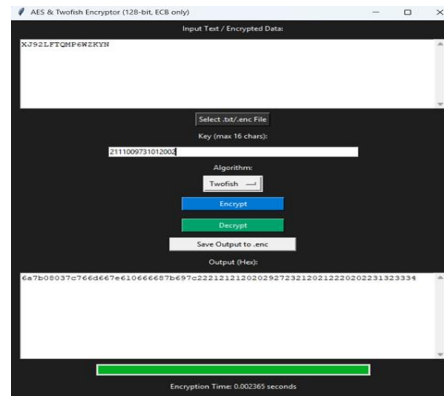 AES & Twofish Encryptor (128-bit, ECB only)
Input Text / Encrypted Data:
XJ92LFTQMP6WZKYN
Select .txt/.enc File
Key (max 16 chars):
2111009731012002
Algorithm:
Twofish
Encrypt
Decrypt
Save Output to .enc
Output (Hex):
6a7b08037c766d667e610666687b697c2221212120202927232120212220202231323334
Encryption Time: 0.002365 seconds